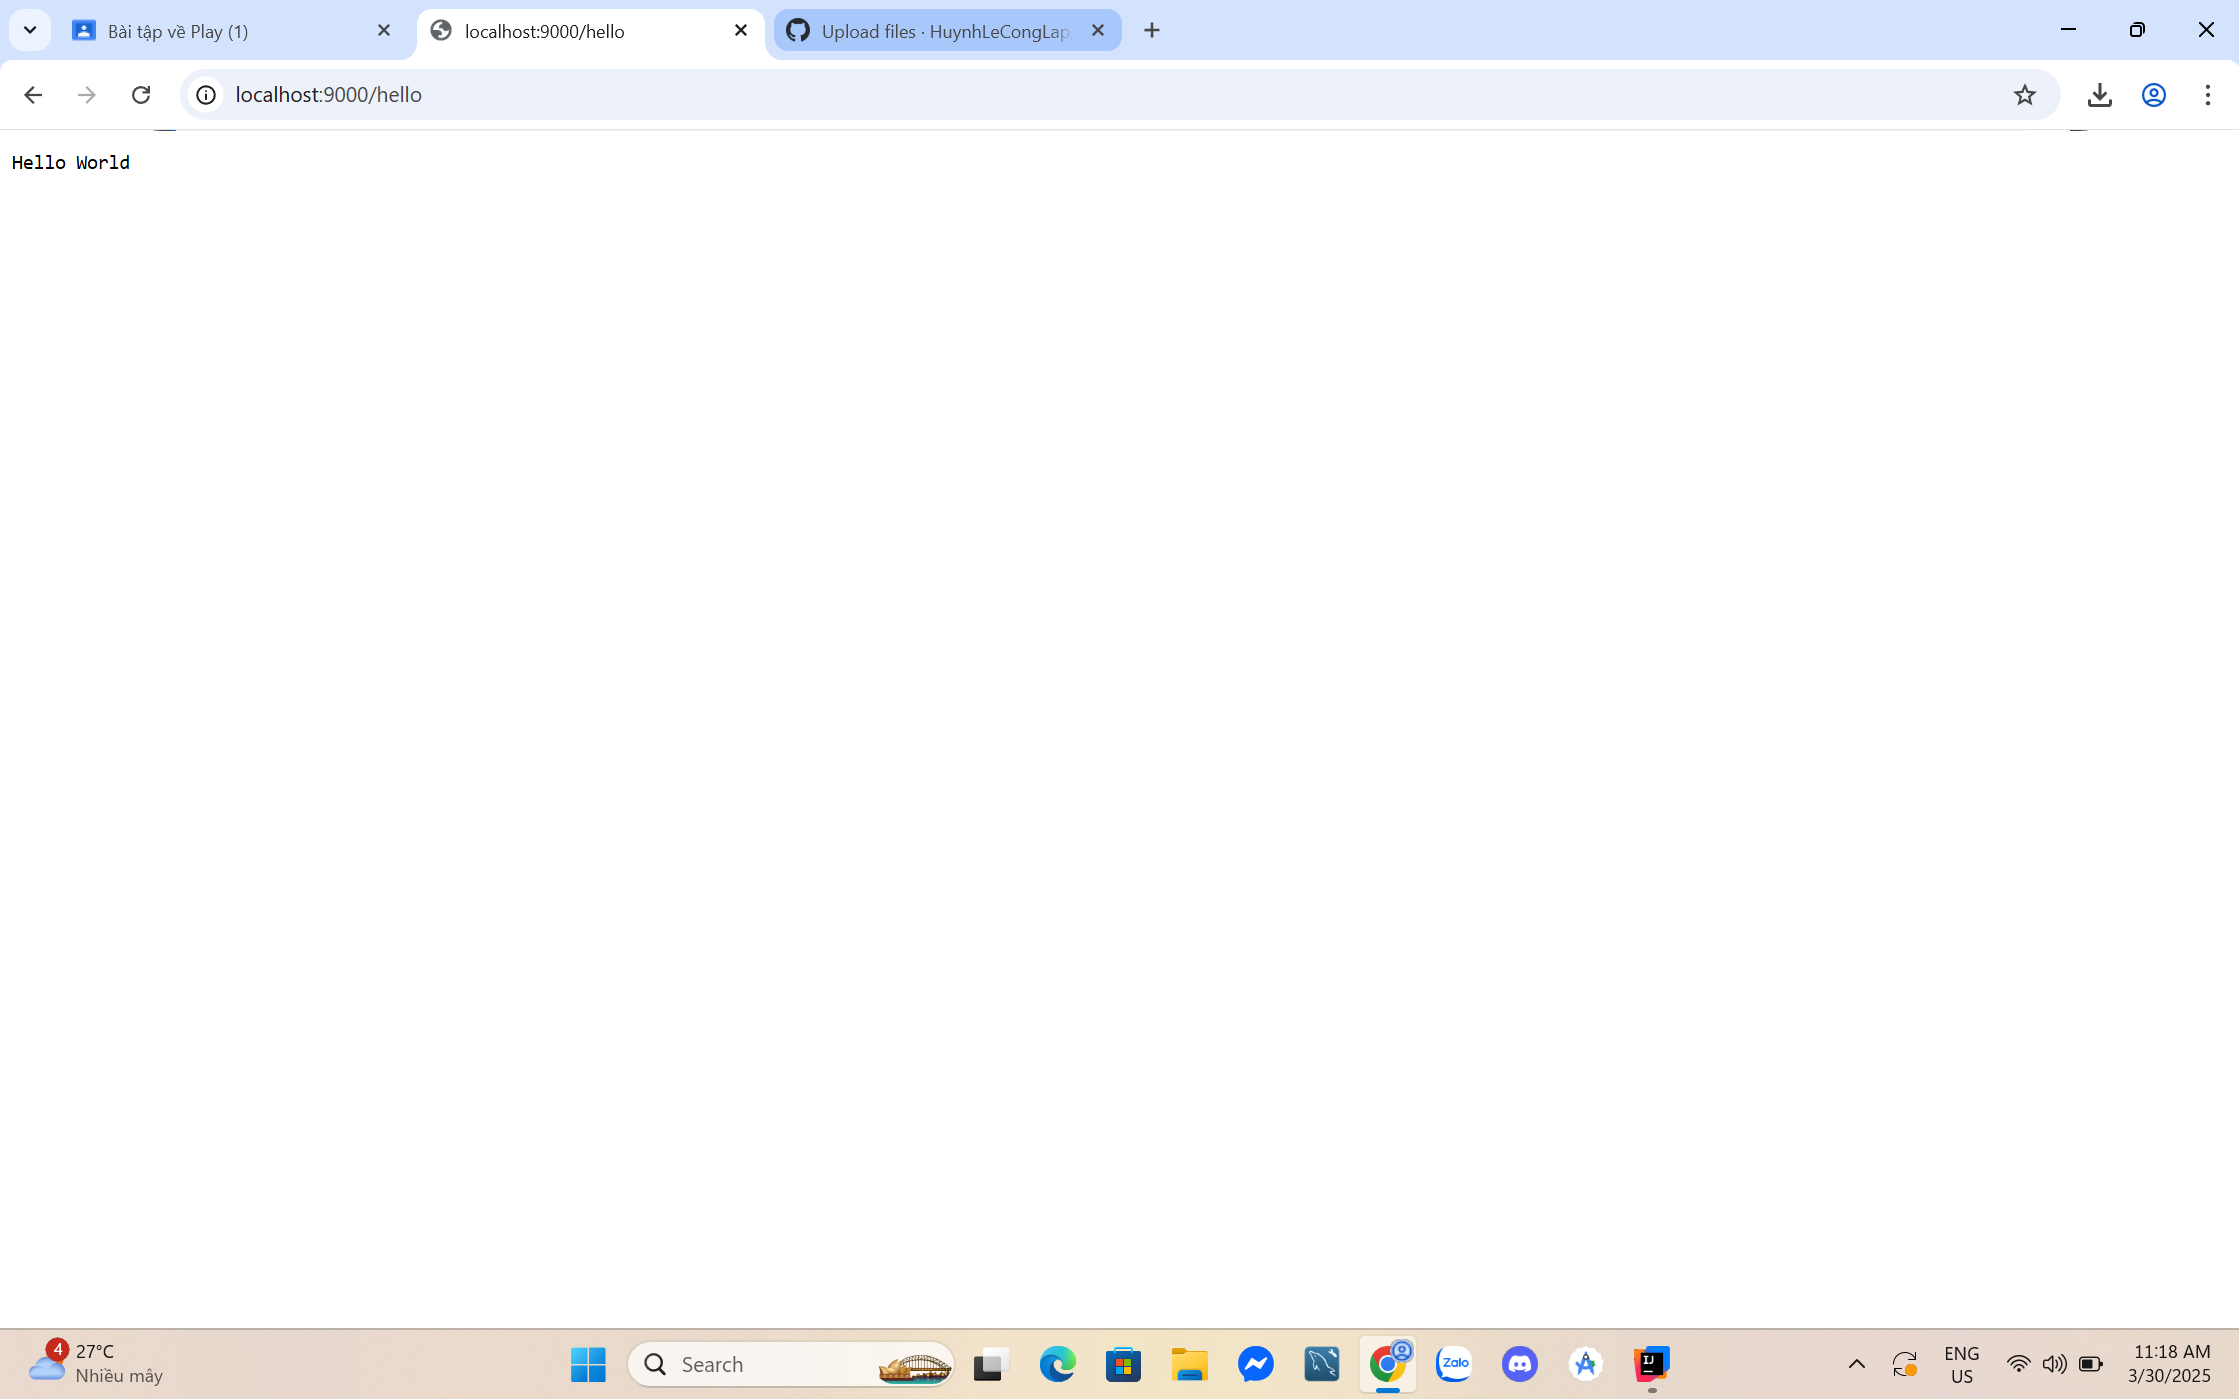 Bài tập về Play (1)
localhost:9000/hello
Upload files · HuynhLeCongLap
localhost:9000/hello
Hello World
4
27°C
Nhiều mây
Search
Zalo
IJ
ENG
US
11:18 AM
3/30/2025